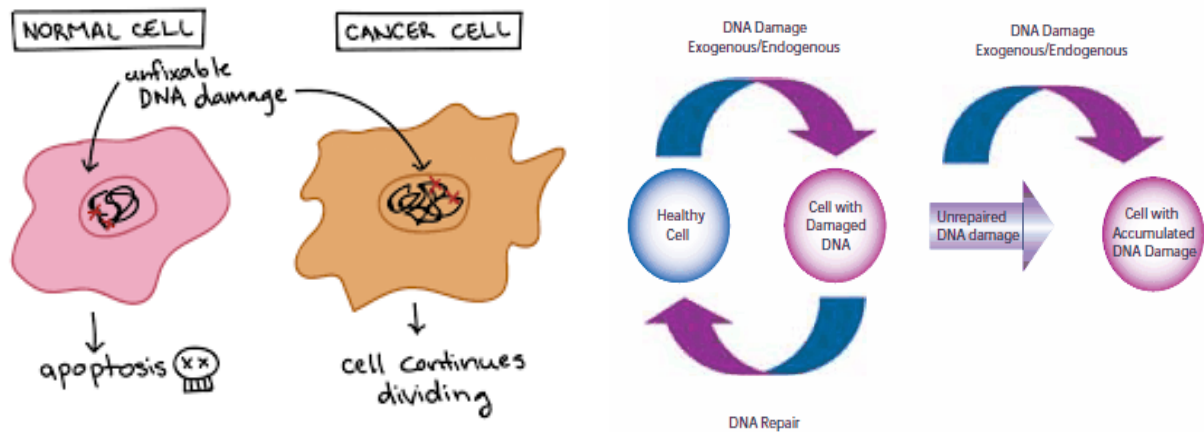 NORMAL CELL
CANCER CELL
unfixable
DNA damage
apoptosis
cell continues
dividing
DNA Damage
Exogenous/Endogenous
Healthy
Cell
Cell with
Damaged
DNA
DNA Repair
DNA Damage
Exogenous/Endogenous
Unrepaired
DNA damage
Cell with
Accumulated
DNA Damage